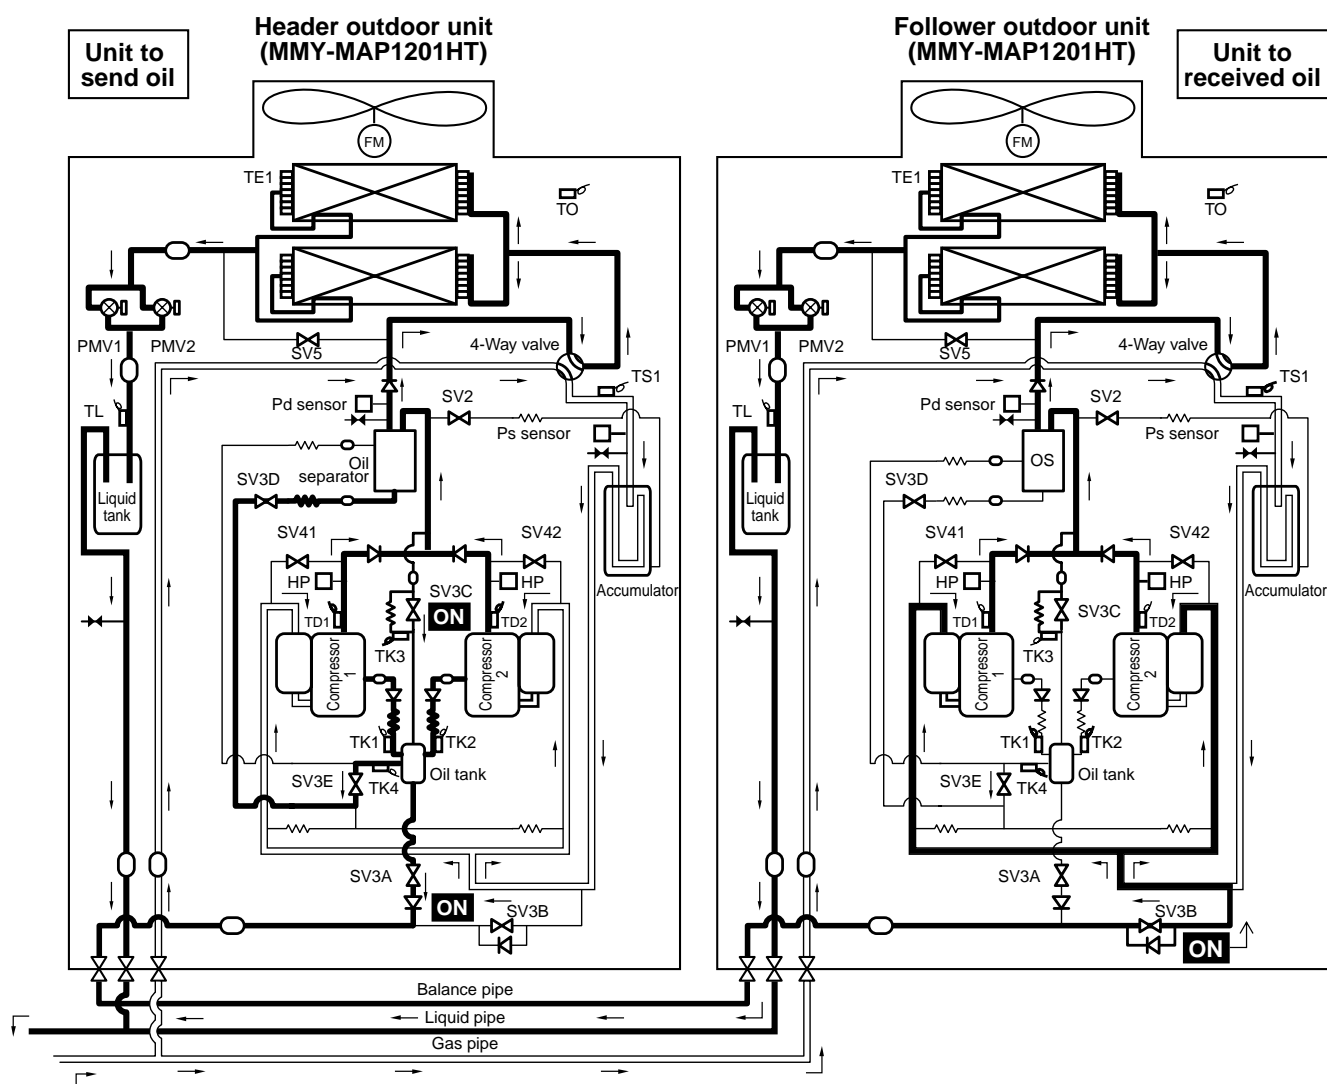 Header outdoor unit
(MMY-MAP1201HT)
Unit to
send oil
FM
TE1
TO
PMV1
PMV2
SV5
4-Way valve
TS1
TL
Pd sensor
SV2
Ps sensor
Oil
separator
SV3D
Liquid
tank
SV41
SV42
HP
HP
SV3C
ON
Accumulator
TD1
TD2
TK3
Compressor
1
Compressor
2
TK1
TK2
Oil tank
SV3E
TK4
SV3A
ON
SV3B
Follower outdoor unit
(MMY-MAP1201HT)
Unit to
received oil
FM
TE1
TO
PMV1
PMV2
SV5
4-Way valve
TS1
TL
Pd sensor
SV2
Ps sensor
OS
SV3D
Liquid
tank
SV41
SV42
HP
HP
SV3C
Accumulator
TD1
TD2
TK3
Compressor
1
Compressor
2
TK1
TK2
Oil tank
SV3E
TK4
SV3A
SV3B
ON
Balance pipe
Liquid pipe
Gas pipe